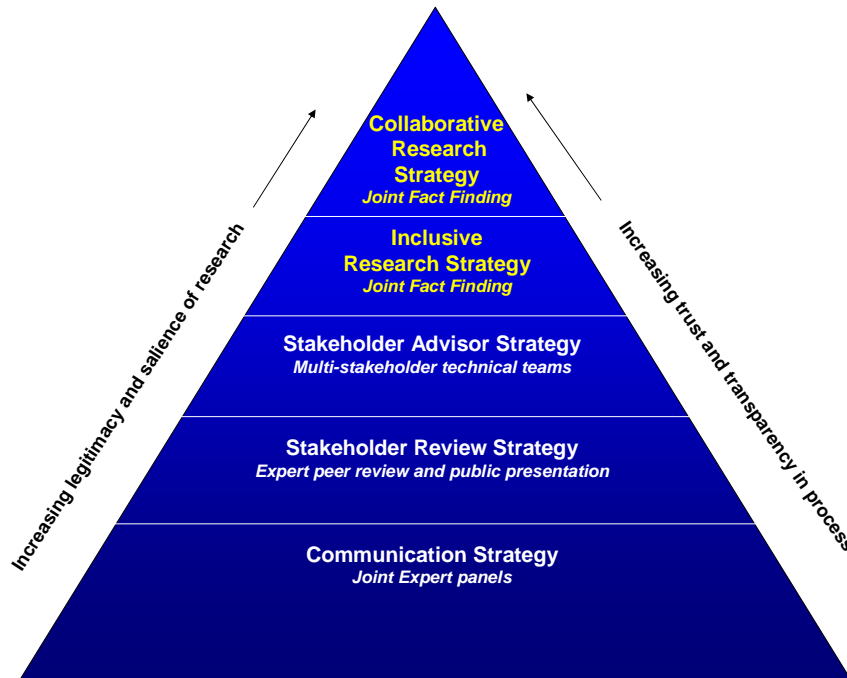 Collaborative
Research
Strategy
Joint Fact Finding
Inclusive
Research Strategy
Joint Fact Finding
Stakeholder Advisor Strategy
Multi-stakeholder technical teams
Stakeholder Review Strategy
Expert peer review and public presentation
Communication Strategy
Joint Expert panels
Increasing legitimacy and salience of research
Increasing trust and transparency in process